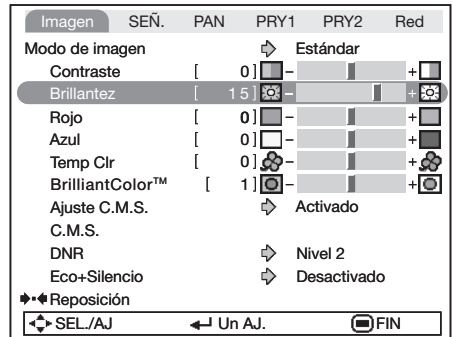 Imagen SEÑ. PAN PRY1 PRY2 Red
Modo de imagen Estándar
Contraste [ 0] - +
Brillantez [ 15] - +
Rojo [ 0] - +
Azul [ 0] - +
Temp Clr [ 0] - +
BrilliantColor™ [ 1] - +
Ajuste C.M.S. Activado
C.M.S.
DNR Nivel 2
Eco+Silencio Desactivado
Reposición
SEL./AJ Un AJ. FIN